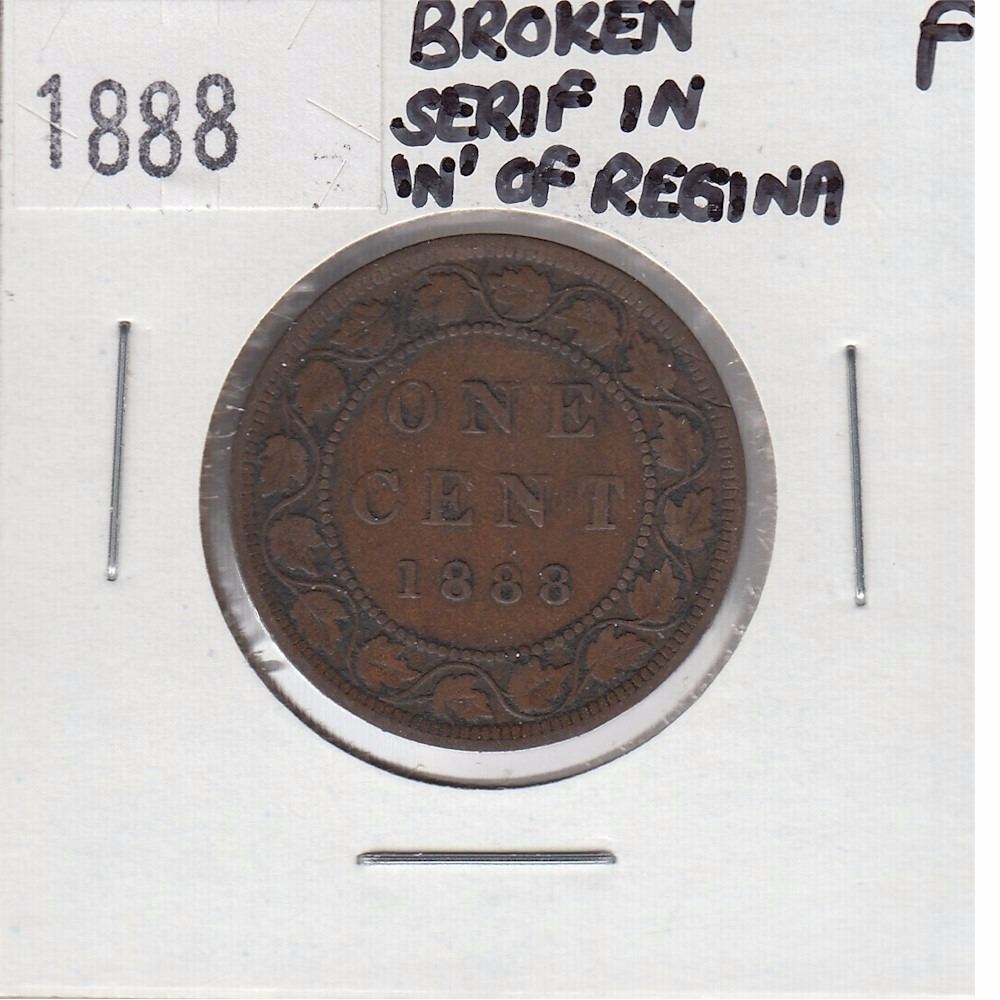 1888
BROKEN
SERIF IN
'N' OF REGINA
F
ONE
CENT
1888